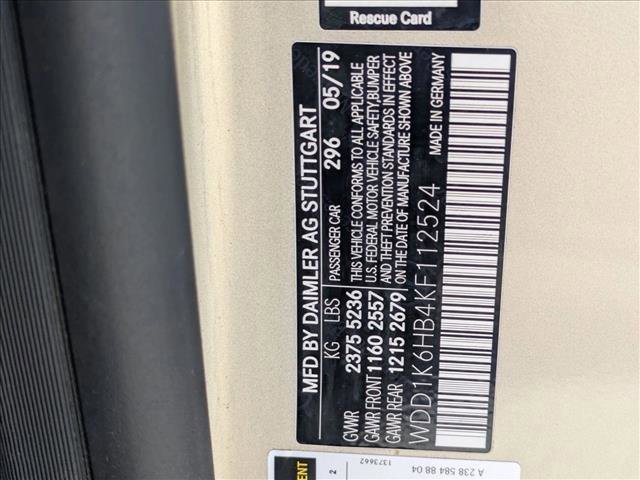 Rescue Card
MFD BY DAIMLER AG STUTTGART
KG LBS PASSENGER CAR 296 05/19
GVWR 2375 5236 THIS VEHICLE CONFORMS TO ALL APPLICABLE
GAWR FRONT 1160 2557 U.S. FEDERAL MOTOR VEHICLE SAFETY,BUMPER
AND THEFT PREVENTION STANDARDS IN EFFECT
GAWR REAR 1215 2679 ON THE DATE OF MANUFACTURE SHOWN ABOVE
WDD1K6HB4KF112524 MADE IN GERMANY
2
1373662
A 238 584 88 04